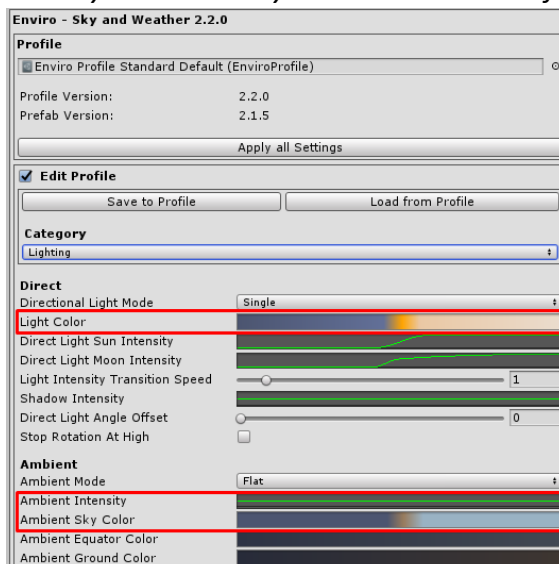 Enviro - Sky and Weather 2.2.0
Profile
Enviro Profile Standard Default (EnviroProfile)
Profile Version: 2.2.0
Prefab Version: 2.1.5
Apply all Settings
Edit Profile
Save to Profile Load from Profile
Category
Lighting
Direct
Directional Light Mode Single
Light Color
Direct Light Sun Intensity
Direct Light Moon Intensity
Light Intensity Transition Speed 1
Shadow Intensity
Direct Light Angle Offset 0
Stop Rotation At High
Ambient
Ambient Mode Flat
Ambient Intensity
Ambient Sky Color
Ambient Equator Color
Ambient Ground Color